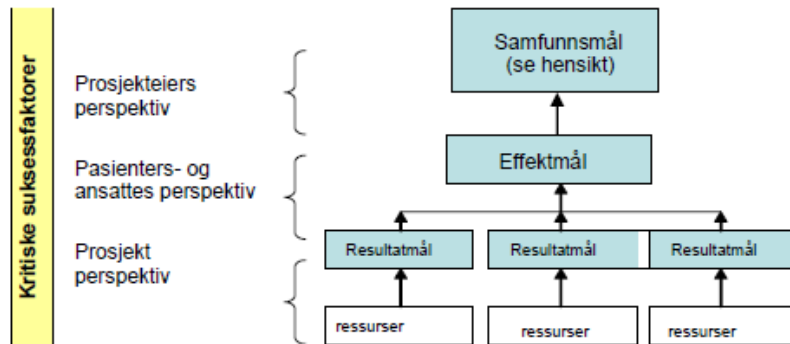 Kritiske suksessfaktorer
Samfunnsmål
(se hensikt)
Prosjekteiers
perspektiv
Effektmål
Pasienters- og
ansattes perspektiv
Resultatmål
Resultatmål
Resultatmål
Prosjekt
perspektiv
ressurser
ressurser
ressurser